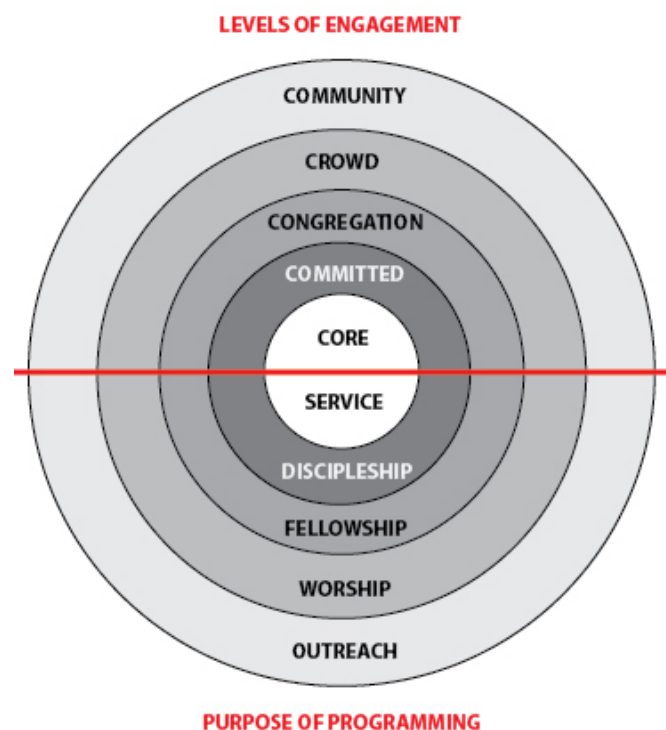 LEVELS OF ENGAGEMENT
COMMUNITY
CROWD
CONGREGATION
COMMITTED
CORE
SERVICE
DISCIPLESHIP
FELLOWSHIP
WORSHIP
OUTREACH
PURPOSE OF PROGRAMMING